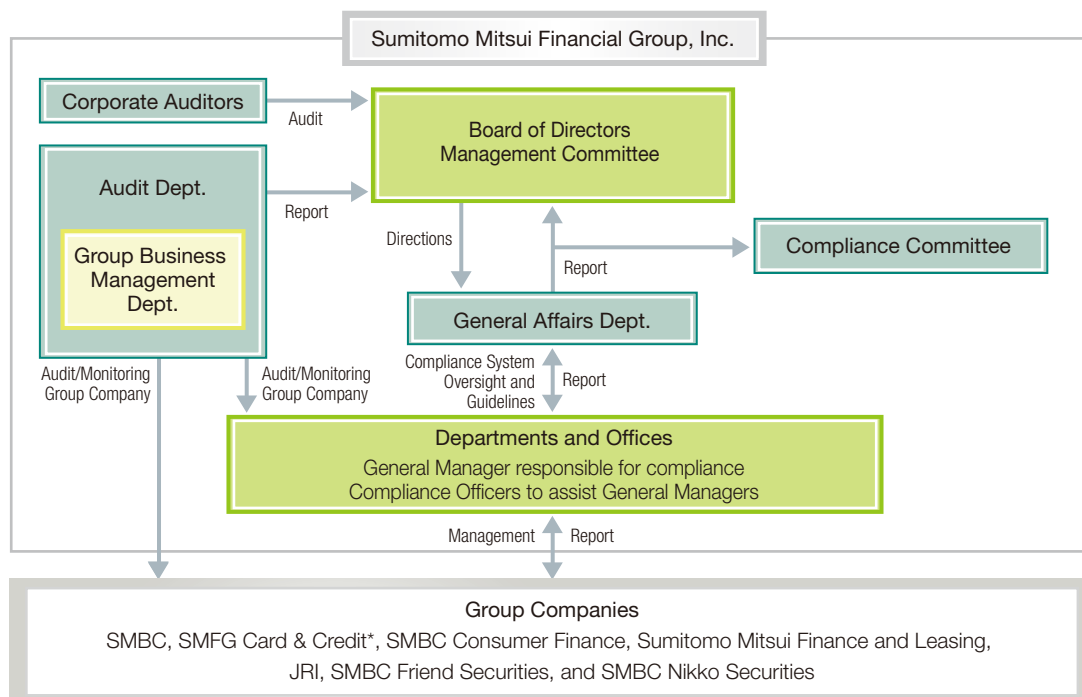 Sumitomo Mitsui Financial Group, Inc.
Corporate Auditors
Audit
Board of Directors
Management Committee
Audit Dept.
Report
Group Business
Management
Dept.
Directions
Report
Compliance Committee
General Affairs Dept.
Audit/Monitoring
Group Company
Audit/Monitoring
Group Company
Compliance System
Oversight and
Guidelines
Report
Departments and Offices
General Manager responsible for compliance
Compliance Officers to assist General Managers
Management
Report
Group Companies
SMBC, SMFG Card & Credit*, SMBC Consumer Finance, Sumitomo Mitsui Finance and Leasing,
JRI, SMBC Friend Securities, and SMBC Nikko Securities